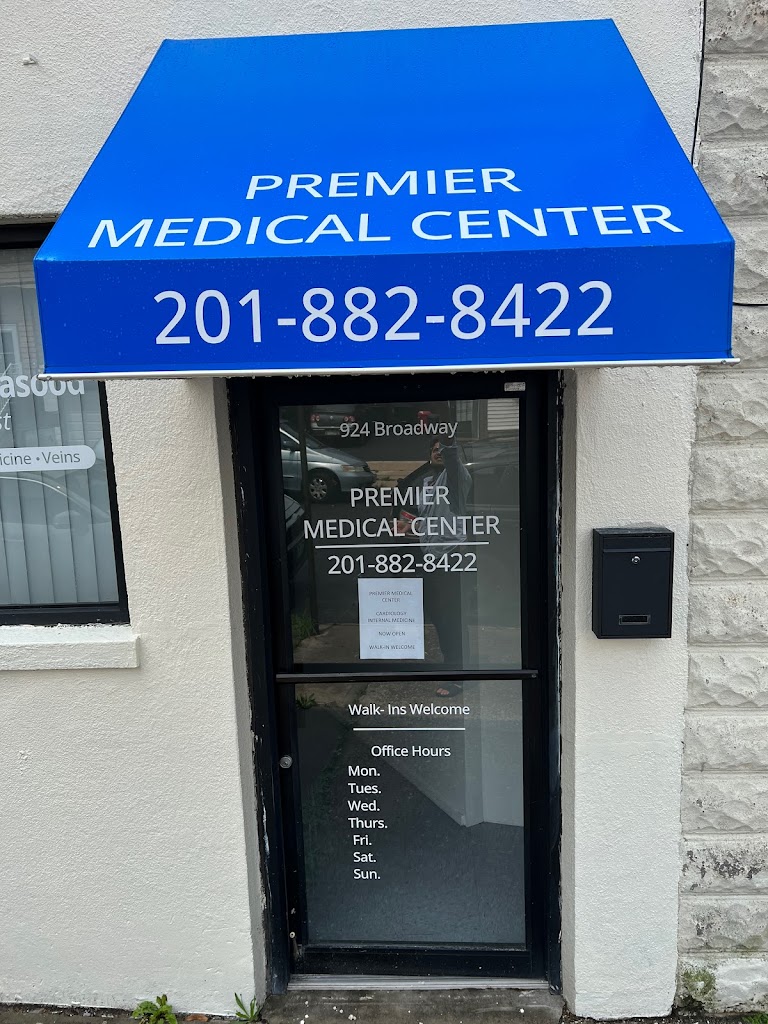 PREMIER
MEDICAL CENTER
201-882-8422
asood
st
icine • Veins
924 Broadway
PREMIER
MEDICAL CENTER
201-882-8422
PREMIER MEDICAL
CENTER
CARDIOLOGY
INTERNAL MEDICINE
NOW OPEN
WALK-IN WELCOME
Walk- Ins Welcome
Office Hours
Mon.
Tues.
Wed.
Thurs.
Fri.
Sat.
Sun.